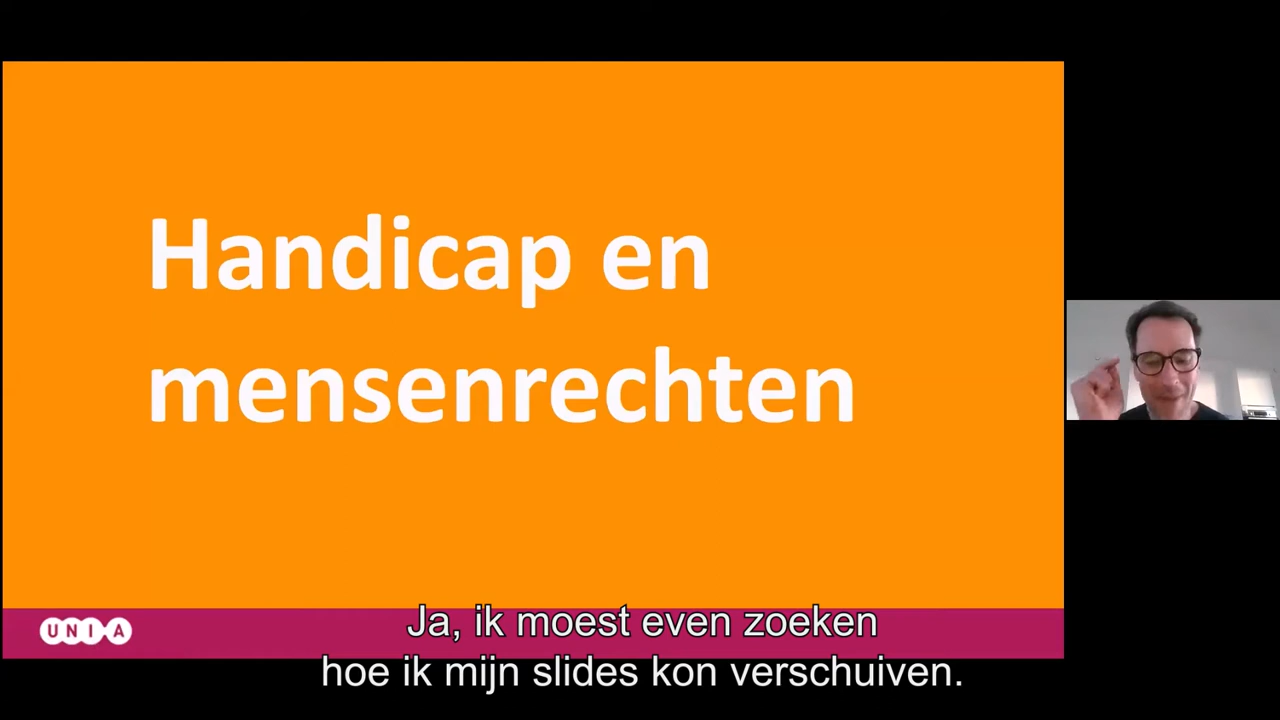 Handicap en
mensenrechten
UNIA
Ja, ik moest even zoeken
hoe ik mijn slides kon verschuiven.